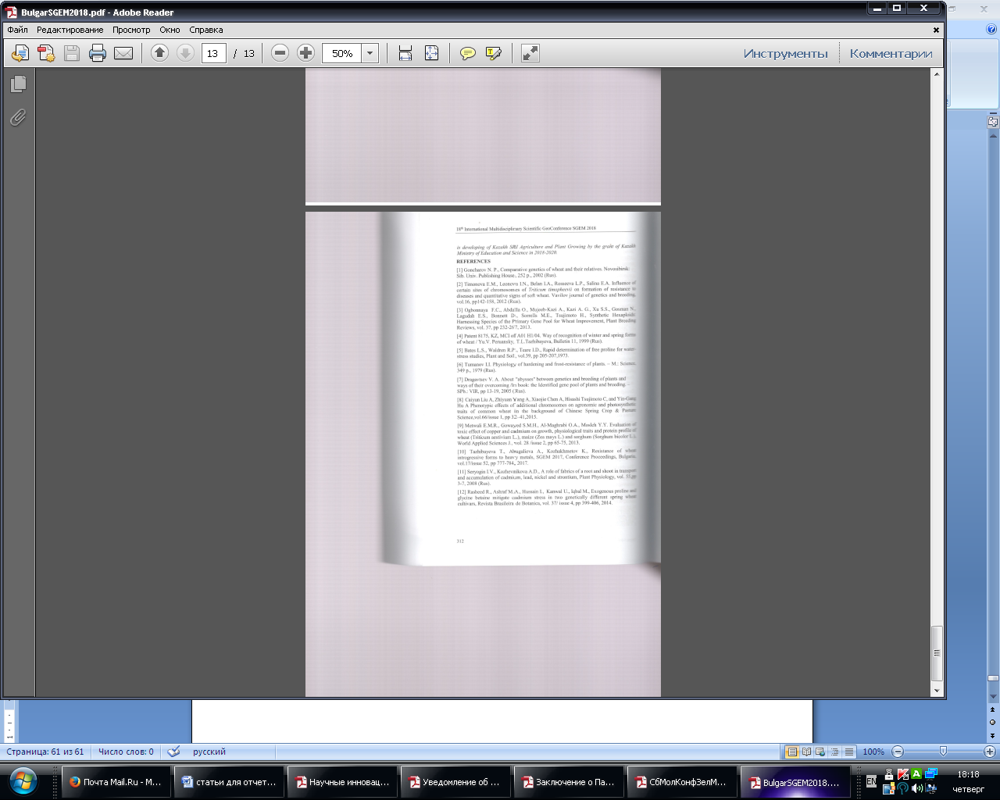 BulgarSGEM2018.pdf - Adobe Reader
Файл Редактирование Просмотр Окно Справка
13 / 13 50% Инструменты Комментарии
18th International Multidisciplinary Scientific GeoConference SGEM 2018
is developing of Kazakh SRI Agriculture and Plant Growing by the grant of Kazakh
Ministry of Education and Science in 2018-2020.
REFERENCES
[1] Goncharov N. P., Comparative genetics of wheat and their relatives. Novosibirsk:
Sib. Univ. Publishing House, 252 p., 2002 (Rus).
[2] Timonova E.M., Leonova I.N., Belan I.A., Rosseeva L.P., Salina E.A. Influence of
certain sites of chromosomes of Triticum timopheevii on formation of resistance to
diseases and quantitative signs of soft wheat. Vavilov journal of genetics and breeding,
vol.16, pp142-158, 2012 (Rus).
[3] Ogbonnaya F.C., Abdalla O., Mujeeb-Kazi A., Kazi A. G., Xu S.S., Gosman N.,
Lagudah E.S., Bonnett D., Sorrells M.E., Tsujimoto H., Synthetic Hexaploids:
Harnessing Species of the Primary Gene Pool for Wheat Improvement, Plant Breeding
Reviews, vol. 37, pp 232-267, 2013.
[4] Patent 8175, KZ, MCI off A01 H1/04. Way of recognition of winter and spring forms
of wheat / Yu.V. Peruansky, T.L.Tazhibayeva, Bulletin 11, 1999 (Rus).
[5] Bates L.S., Waldren R.P., Teare I.D., Rapid determination of free proline for water-
stress studies, Plant and Soil, vol.39, pp 205-207,1973.
[6] Tumanov I.I. Physiology of hardening and frost-resistance of plants. – M.: Science,
349 p., 1979 (Rus).
[7] Dragavtsev V. A. About "abysses" between genetics and breeding of plants and
ways of their overcoming /In book: the Identified gene pool of plants and breeding. –
SPb.: VIR, pp 13-19, 2005 (Rus).
[8] Caiyun Liu A, Zhiyuan Yang A, Xiaojie Chen A, Hisashi Tsujimoto C, and Yin-Gang
Hu A Phenotypic effects of additional chromosomes on agronomic and photosynthetic
traits of common wheat in the background of Chinese Spring Crop & Pasture
Science,vol.66/issue 1, pp 32–41,2015.
[9] Metwali E.M.R., Gowayed S.M.H., Al-Maghrabi O.A., Mosleh Y.Y. Evaluation of
toxic effect of copper and cadmium on growth, physiological traits and protein profile of
wheat (Triticum aestivium L.), maize (Zea mays L.) and sorghum (Sorghum bicolor L.),
World Applied Sciences J., vol. 28 /issue 2, pp 65-75, 2013.
[10] Tazhibayeva T., Abugalieva A., Kozhakhmetov K., Resistance of wheat
introgressive forms to heavy metals, SGEM 2017, Conference Proceedings, Bulgaria,
vol.17/issue 52, pp 777-784, 2017.
[11] Seryogin I.V., Kozhevnikova A.D., A role of fabrics of a root and shoot in transport
and accumulation of cadmium, lead, nickel and strontium, Plant Physiology, vol. 55,pp
3-7, 2008 (Rus).
[12] Rasheed R., Ashraf M.A., Hussain I., Kanwal U., Iqbal M., Exogenous proline and
glycine betaine mitigate cadmium stress in two genetically different spring wheat
cultivars, Revista Brasileira de Botanica, vol. 37/ issue 4, pp 399-406, 2014.
312
Страница: 61 из 61 Число слов: 0 русский 100%
Почта Mail.Ru - M... статьи для отчет... Научные инновац... Уведомление об ... Заключение о Па... СбМолКонфЗелМ... BulgarSGEM2018.... EN 18:18
четверг